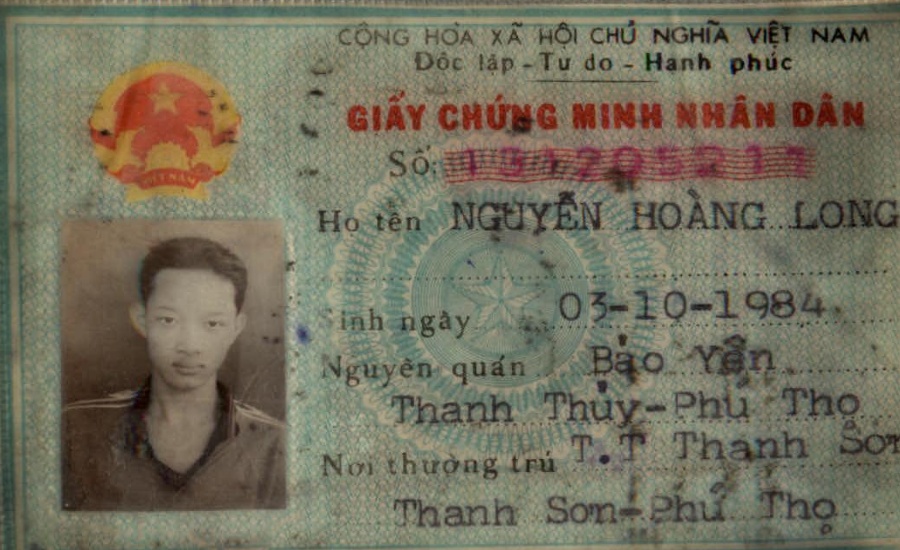 CỘNG HÒA XÃ HỘI CHỦ NGHĨA VIỆT NAM
Độc lập - Tự do - Hạnh phúc
GIẤY CHỨNG MINH NHÂN DÂN
VIỆT NAM
Số:
Họ tên NGUYỄN HOÀNG LONG
Sinh ngày 03-10-1984
Nguyên quán Bảo Yên
Thanh Thủy-Phú Thọ
Nơi thường trú T.T Thanh Sơn
Thanh Sơn-Phú Thọ